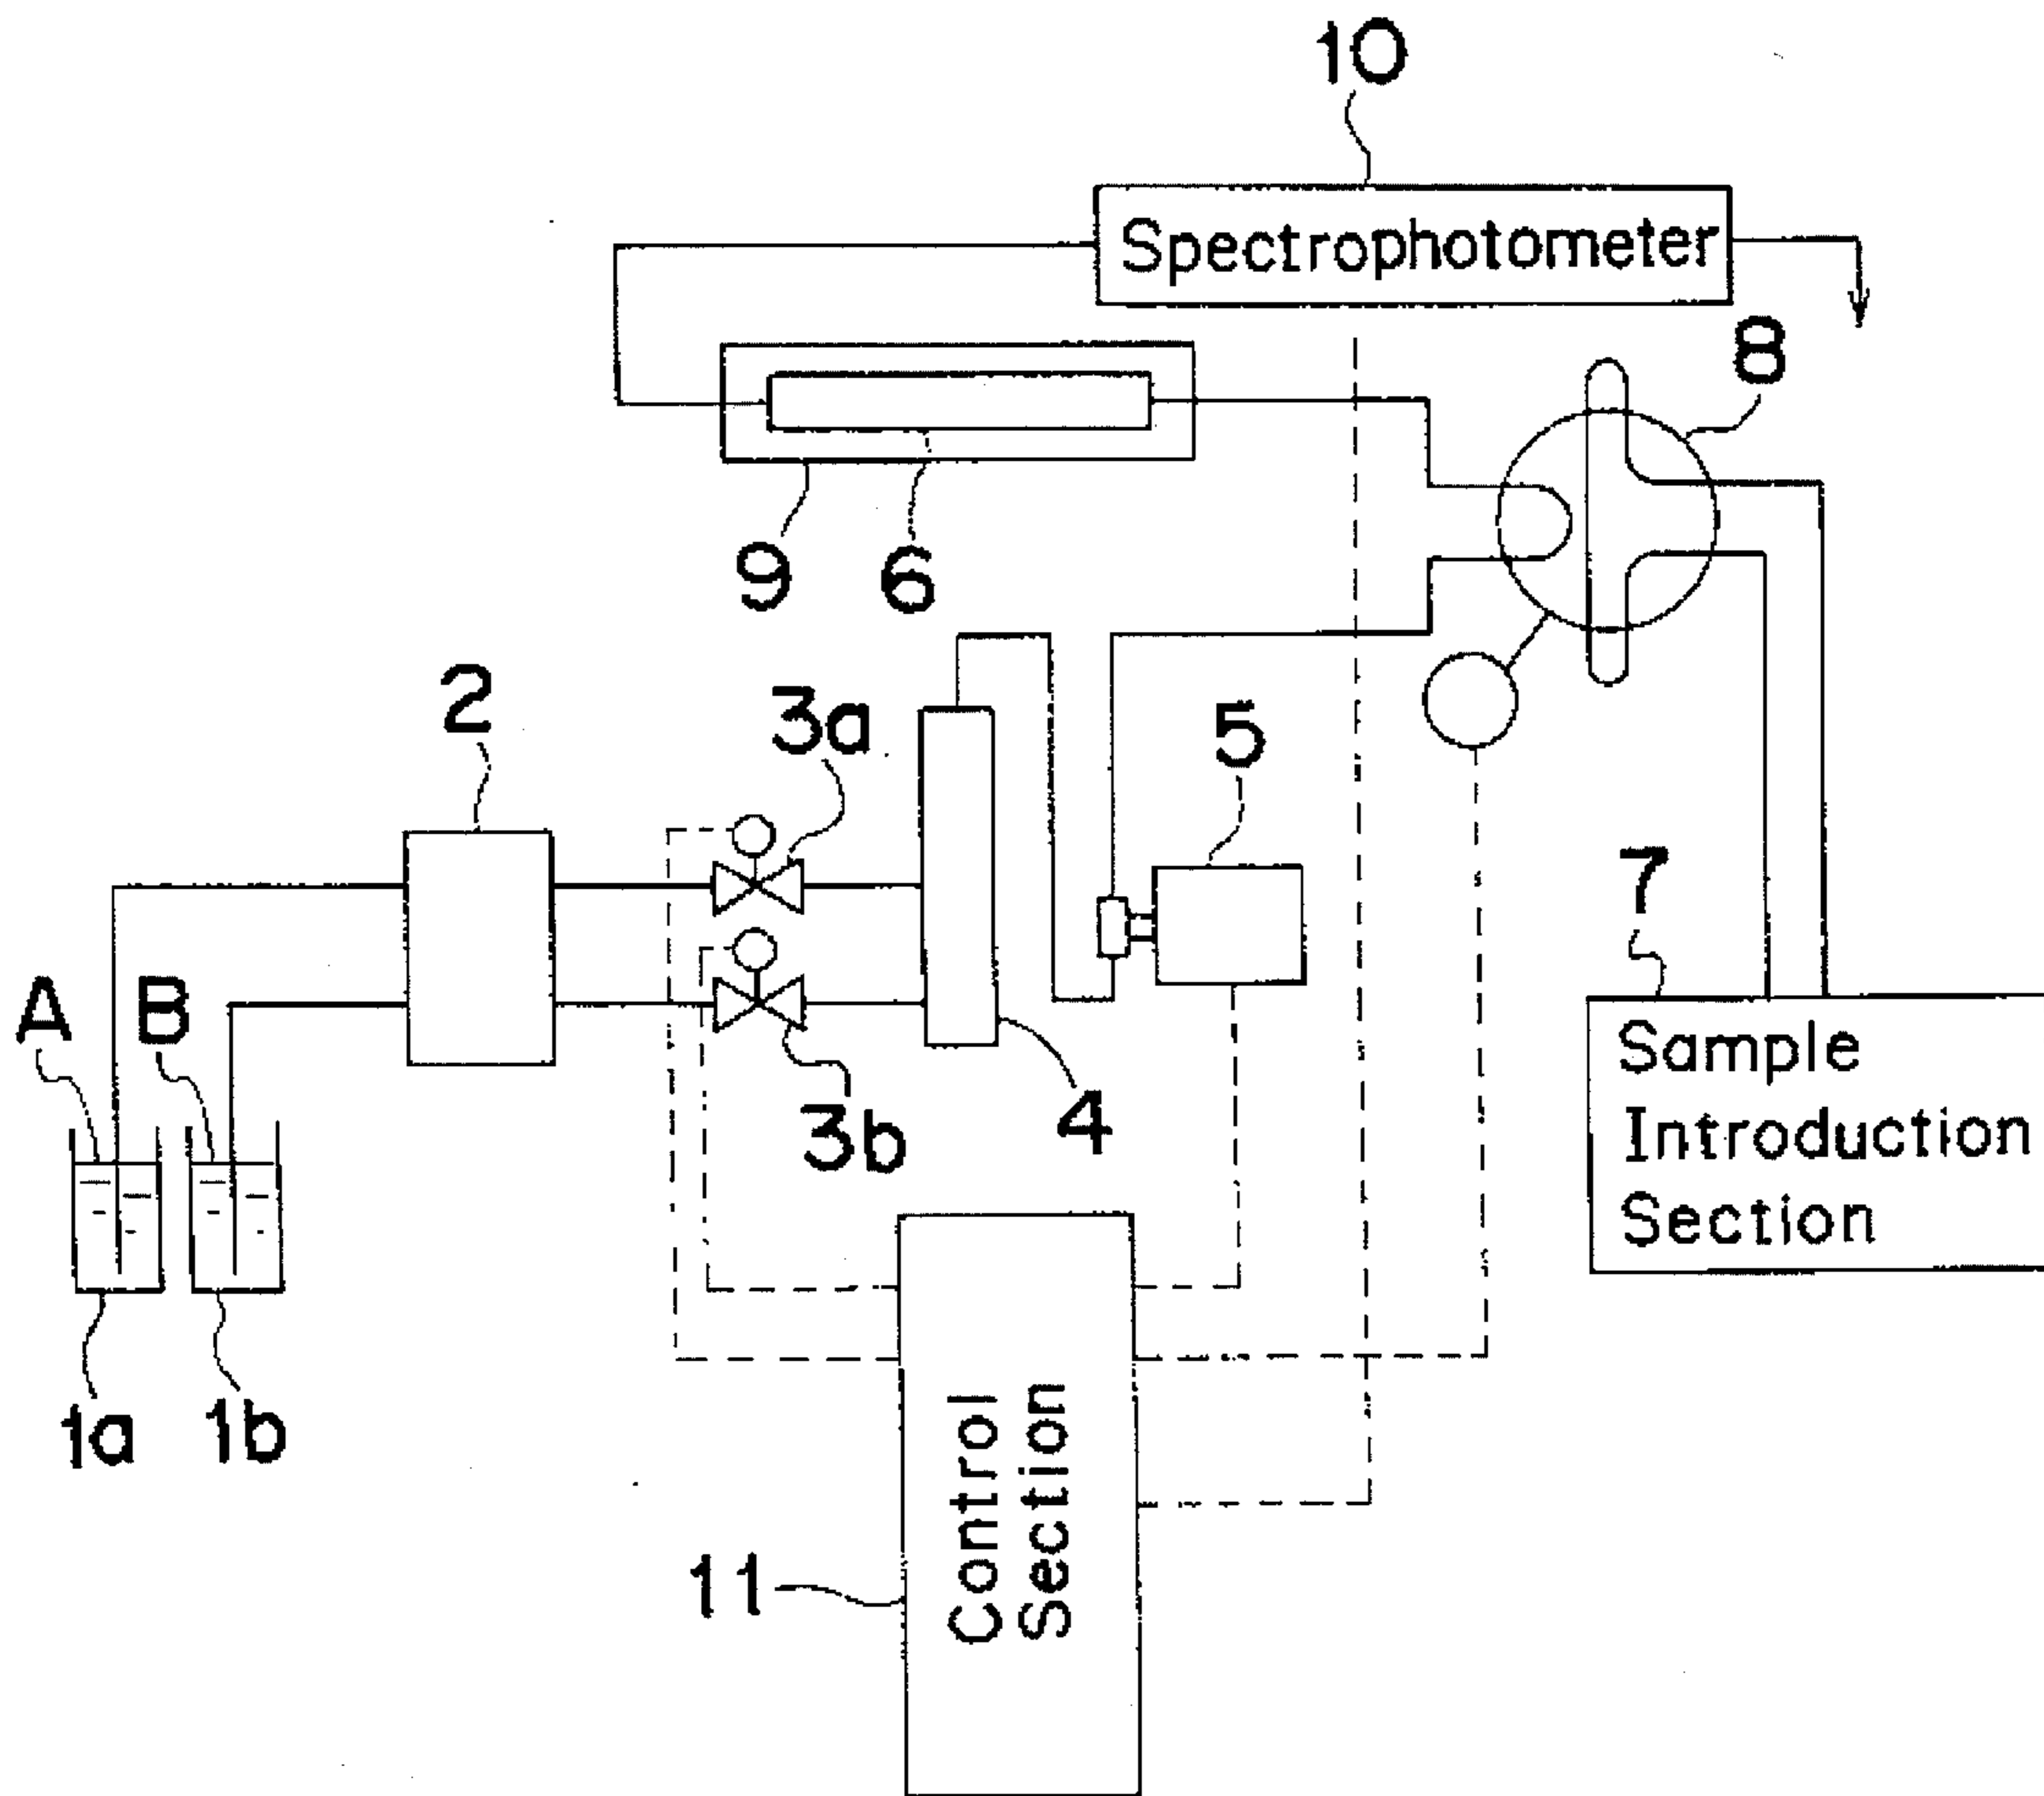 10
Spectrophotometer
8
9
6
2
3a
5
7
A
B
Sample
Introduction
Section
4
3b
1a
1b
Control
Section
11